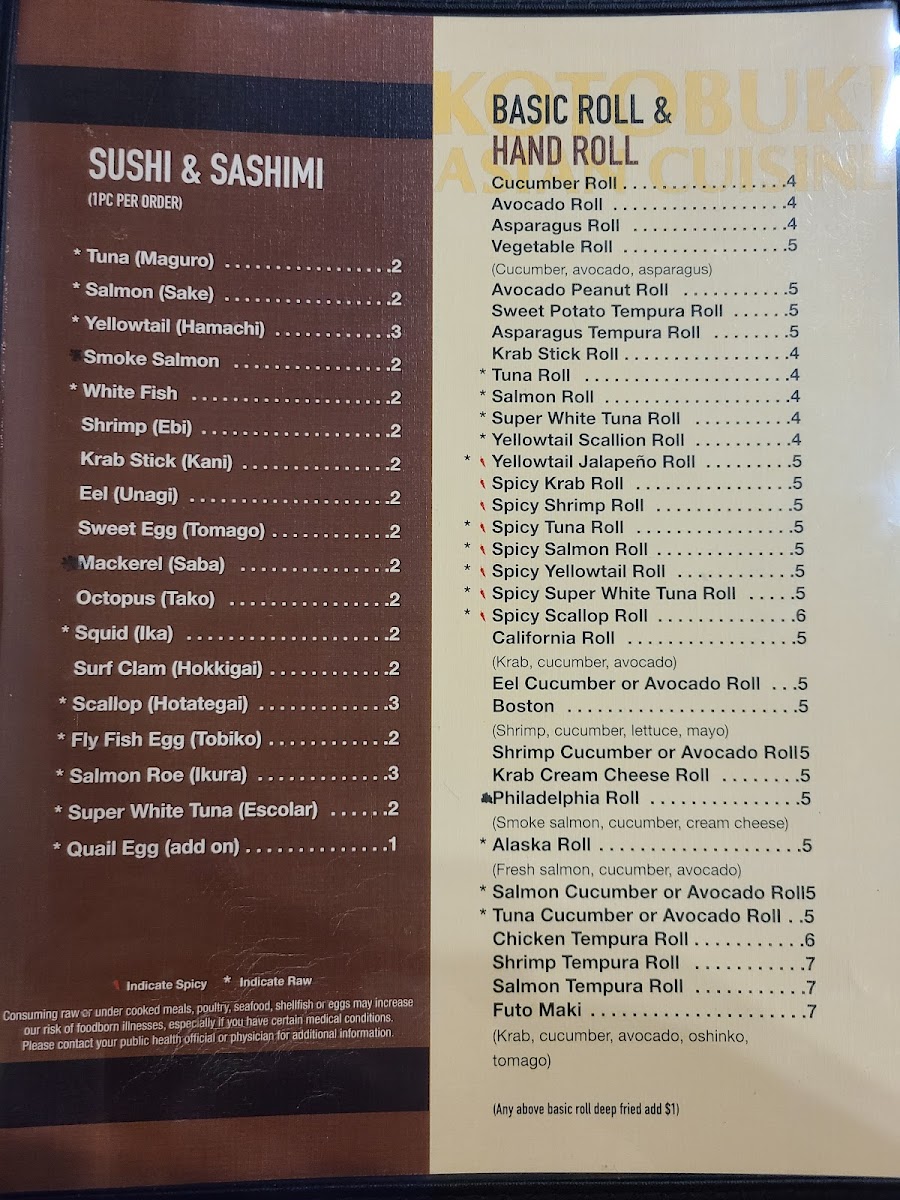 SUSHI & SASHIMI
(1PC PER ORDER)
* Tuna (Maguro) ..................2
* Salmon (Sake) ..................2
* Yellowtail (Hamachi) ............3
Smoke Salmon ..................2
* White Fish ......................2
Shrimp (Ebi) .....................2
Krab Stick (Kani) .................2
Eel (Unagi) ......................2
Sweet Egg (Tomago) ............2
Mackerel (Saba) ................2
Octopus (Tako) .................2
* Squid (Ika) ......................2
Surf Clam (Hokkigai) ............2
* Scallop (Hotategai) .............3
* Fly Fish Egg (Tobiko) ............2
* Salmon Roe (Ikura) .............3
* Super White Tuna (Escolar) ......2
* Quail Egg (add on) ..............1
Indicate Spicy * Indicate Raw
Consuming raw or under cooked meals, poultry, seafood, shellfish or eggs may increase
our risk of foodborn illnesses, especially if you have certain medical conditions.
Please contact your public health official or physician for additional information.
KOTOBUKI
ASIAN CUISINE
BASIC ROLL &
HAND ROLL
Cucumber Roll .................4
Avocado Roll ..................4
Asparagus Roll ................4
Vegetable Roll .................5
(Cucumber, avocado, asparagus)
Avocado Peanut Roll ...........5
Sweet Potato Tempura Roll ......5
Asparagus Tempura Roll ........5
Krab Stick Roll .................4
* Tuna Roll .....................4
* Salmon Roll ...................4
* Super White Tuna Roll ..........4
* Yellowtail Scallion Roll ..........4
* Yellowtail Jalapeño Roll .........5
Spicy Krab Roll ................5
Spicy Shrimp Roll ..............5
* Spicy Tuna Roll ................5
* Spicy Salmon Roll ..............5
* Spicy Yellowtail Roll ............5
* Spicy Super White Tuna Roll .....5
* Spicy Scallop Roll ..............6
California Roll ..................5
(Krab, cucumber, avocado)
Eel Cucumber or Avocado Roll ...5
Boston ........................5
(Shrimp, cucumber, lettuce, mayo)
Shrimp Cucumber or Avocado Roll5
Krab Cream Cheese Roll ........5
Philadelphia Roll ...............5
(Smoke salmon, cucumber, cream cheese)
* Alaska Roll ....................5
(Fresh salmon, cucumber, avocado)
* Salmon Cucumber or Avocado Roll5
* Tuna Cucumber or Avocado Roll ..5
Chicken Tempura Roll ...........6
Shrimp Tempura Roll ............7
Salmon Tempura Roll ...........7
Futo Maki ......................7
(Krab, cucumber, avocado, oshinko,
tomago)
(Any above basic roll deep fried add $1)